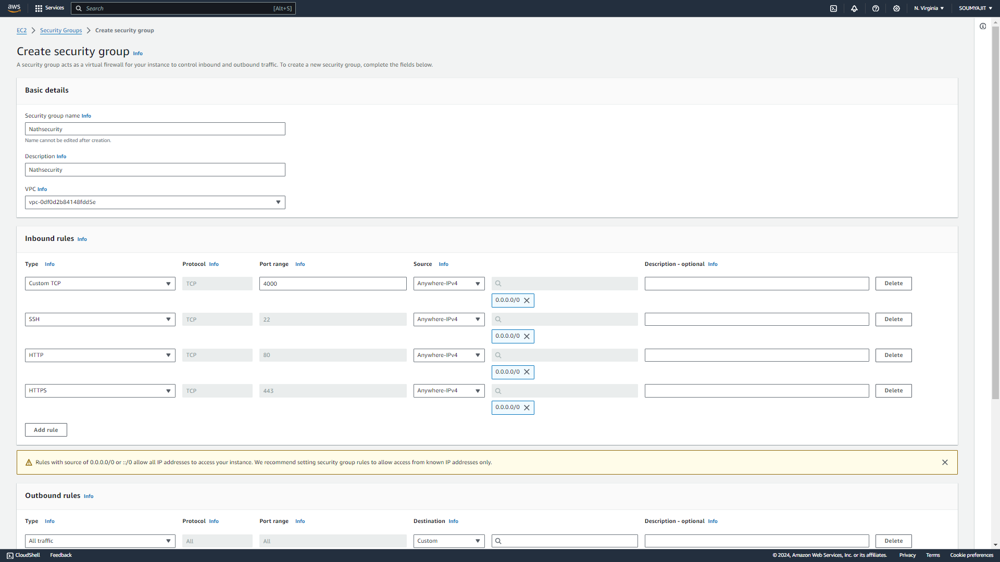 aws Services Search [Alt+S] N. Virginia SOUMYAJIT
EC2 Security Groups Create security group
Create security group Info
A security group acts as a virtual firewall for your instance to control inbound and outbound traffic. To create a new security group, complete the fields below.
Basic details
Security group name Info
Nathsecurity
Name cannot be edited after creation.
Description Info
Nathsecurity
VPC Info
vpc-0df0d2b84148fdd5e
Inbound rules Info
Type Info Protocol Info Port range Info Source Info Description - optional Info
Custom TCP TCP 4000 Anywhere-IPv4 Delete
0.0.0.0/0
SSH TCP 22 Anywhere-IPv4 Delete
0.0.0.0/0
HTTP TCP 80 Anywhere-IPv4 Delete
0.0.0.0/0
HTTPS TCP 443 Anywhere-IPv4 Delete
0.0.0.0/0
Add rule
Rules with source of 0.0.0.0/0 or ::/0 allow all IP addresses to access your instance. We recommend setting security group rules to allow access from known IP addresses only.
Outbound rules Info
Type Info Protocol Info Port range Info Destination Info Description - optional Info
All traffic All All Custom Delete
CloudShell Feedback © 2024, Amazon Web Services, Inc. or its affiliates. Privacy Terms Cookie preferences